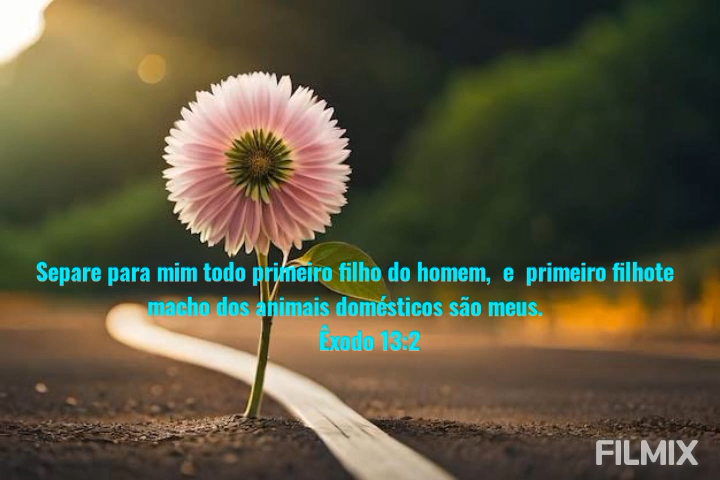 Separe para mim todo primeiro filho do homem, e primeiro filhote
macho dos animais domésticos são meus.
Êxodo 13:2
FILMIX